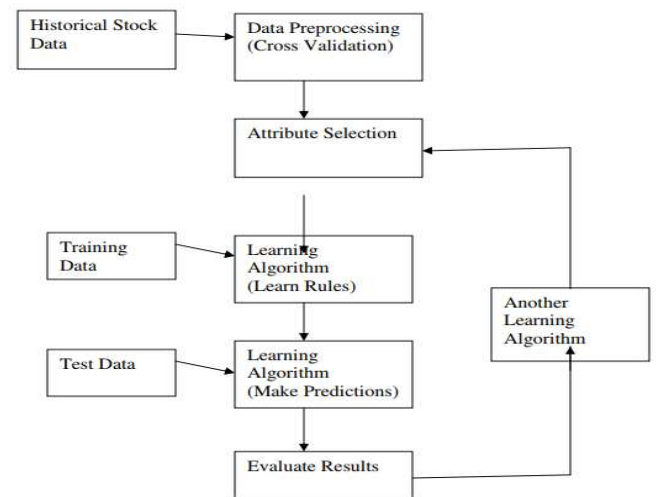 Historical Stock
Data
Data Preprocessing
(Cross Validation)
Attribute Selection
Training
Data
Learning
Algorithm
(Learn Rules)
Another
Learning
Algorithm
Test Data
Learning
Algorithm
(Make Predictions)
Evaluate Results